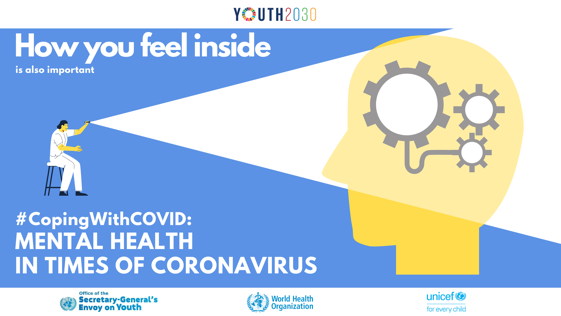 YOUTH2030
How you feel inside
is also important
#CopingWithCOVID:
MENTAL HEALTH
IN TIMES OF CORONAVIRUS
Office of the
Secretary-General's
Envoy on Youth
World Health
Organization
unicef
for every child